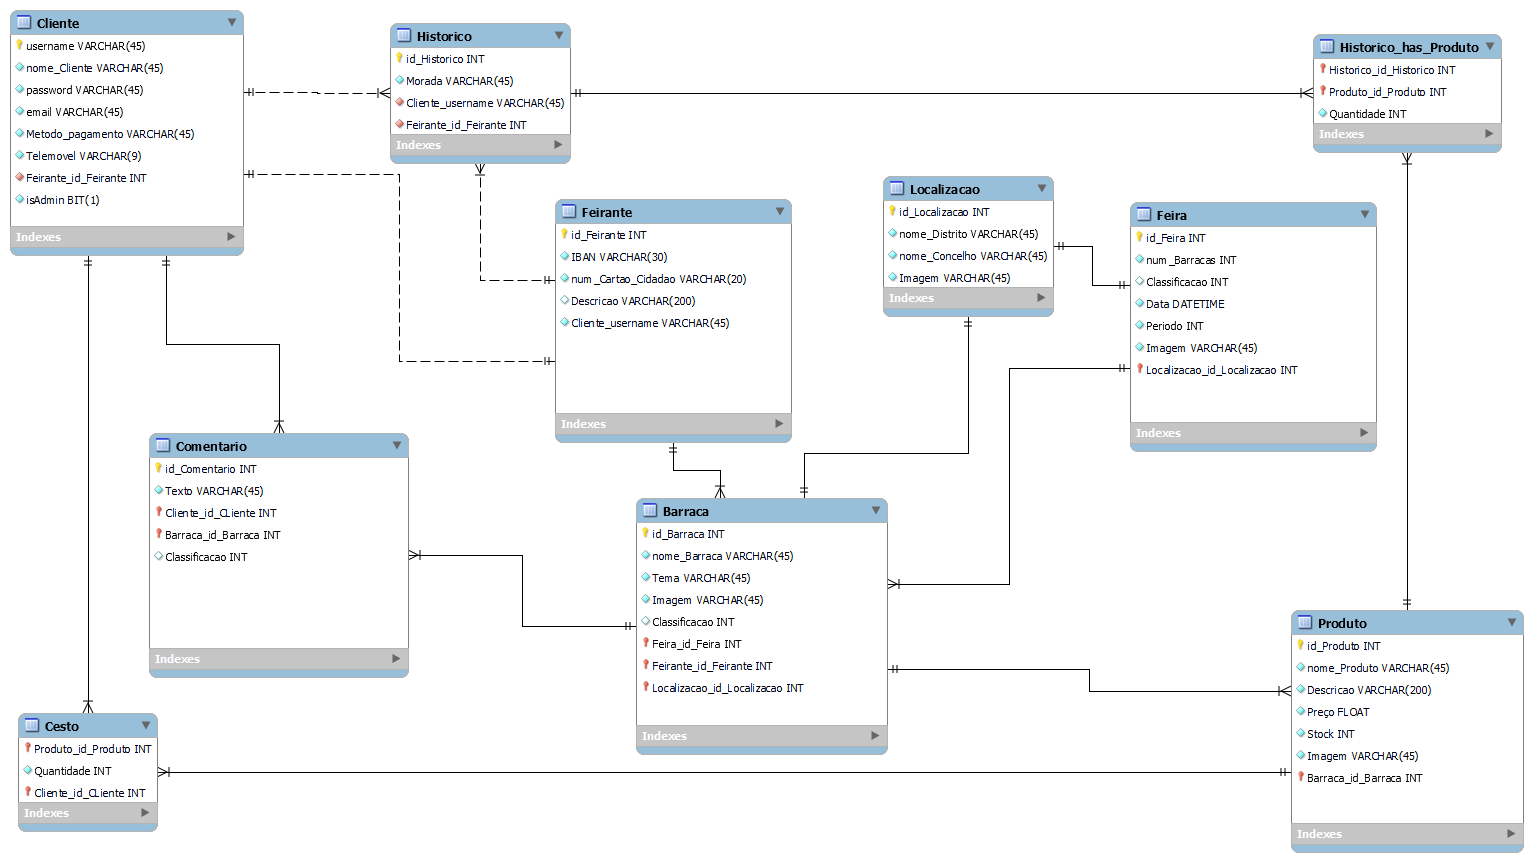 Cliente
username VARCHAR(45)
nome_Cliente VARCHAR(45)
password VARCHAR(45)
email VARCHAR(45)
Metodo_pagamento VARCHAR(45)
Telemovel VARCHAR(9)
Feirante_id_Feirante INT
isAdmin BIT(1)
Indexes
Historico
id_Historico INT
Morada VARCHAR(45)
Cliente_username VARCHAR(45)
Feirante_id_Feirante INT
Indexes
Historico_has_Produto
Historico_id_Historico INT
Produto_id_Produto INT
Quantidade INT
Indexes
Feirante
id_Feirante INT
IBAN VARCHAR(30)
num_Cartao_Cidadao VARCHAR(20)
Descricao VARCHAR(200)
Cliente_username VARCHAR(45)
Indexes
Localizacao
id_Localizacao INT
nome_Distrito VARCHAR(45)
nome_Concelho VARCHAR(45)
Imagem VARCHAR(45)
Indexes
Feira
id_Feira INT
num_Barracas INT
Classificacao INT
Data DATETIME
Periodo INT
Imagem VARCHAR(45)
Localizacao_id_Localizacao INT
Indexes
Comentario
id_Comentario INT
Texto VARCHAR(45)
Cliente_id_CLiente INT
Barraca_id_Barraca INT
Classificacao INT
Indexes
Barraca
id_Barraca INT
nome_Barraca VARCHAR(45)
Tema VARCHAR(45)
Imagem VARCHAR(45)
Classificacao INT
Feira_id_Feira INT
Feirante_id_Feirante INT
Localizacao_id_Localizacao INT
Indexes
Produto
id_Produto INT
nome_Produto VARCHAR(45)
Descricao VARCHAR(200)
Preço FLOAT
Stock INT
Imagem VARCHAR(45)
Barraca_id_Barraca INT
Indexes
Cesto
Produto_id_Produto INT
Quantidade INT
Cliente_id_CLiente INT
Indexes